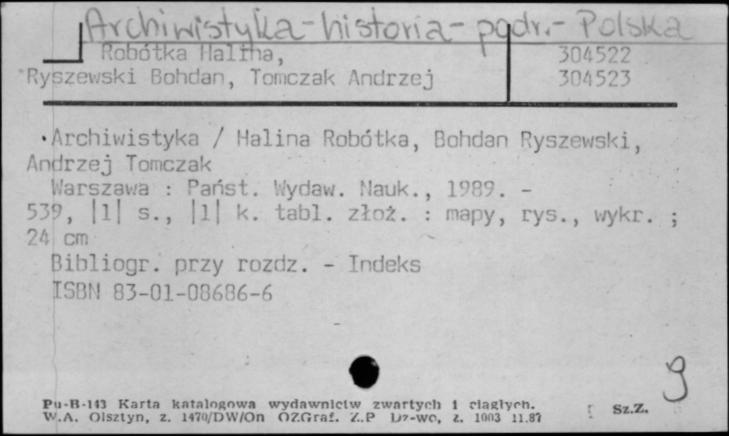 Archiwistyka - historia - podr. - Polska
Robótka Halina, 304522
Ryszewski Bohdan, Tomczak Andrzej 304523
Archiwistyka / Halina Robótka, Bohdan Ryszewski,
Andrzej Tomczak
Warszawa : Państ. Wydaw. Nauk., 1989. -
539, |1| s., |1| k. tabl. złoż. : mapy, rys., wykr. ;
24 cm
Bibliogr. przy rozdz. - Indeks
ISBN 83-01-08686-6
9
Pu-B-143 Karta katalogowa wydawnictw zwartych i ciągłych.
W.A. Olsztyn, z. 1470/DW/On OZGraf. Z.P Dz-wo, z. 1003 11.87
Sz.Z.